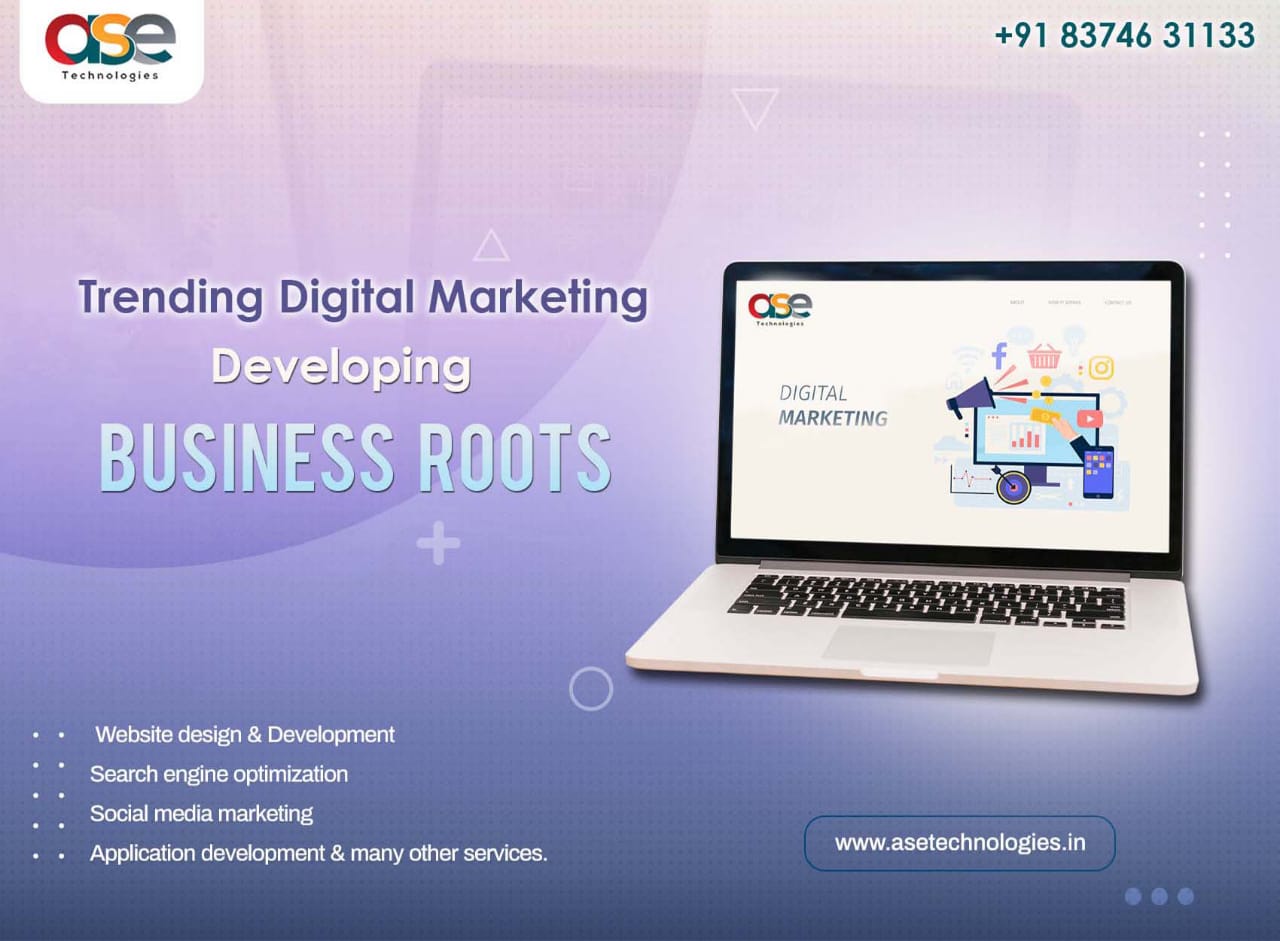 ase
Technologies
+91 83746 31133
Trending Digital Marketing
Developing
BUSINESS ROOTS
ase
Technologies
ABOUT
CONTACT US
DIGITAL
MARKETING
Website design & Development
Search engine optimization
Social media marketing
Application development & many other services.
www.asetechnologies.in